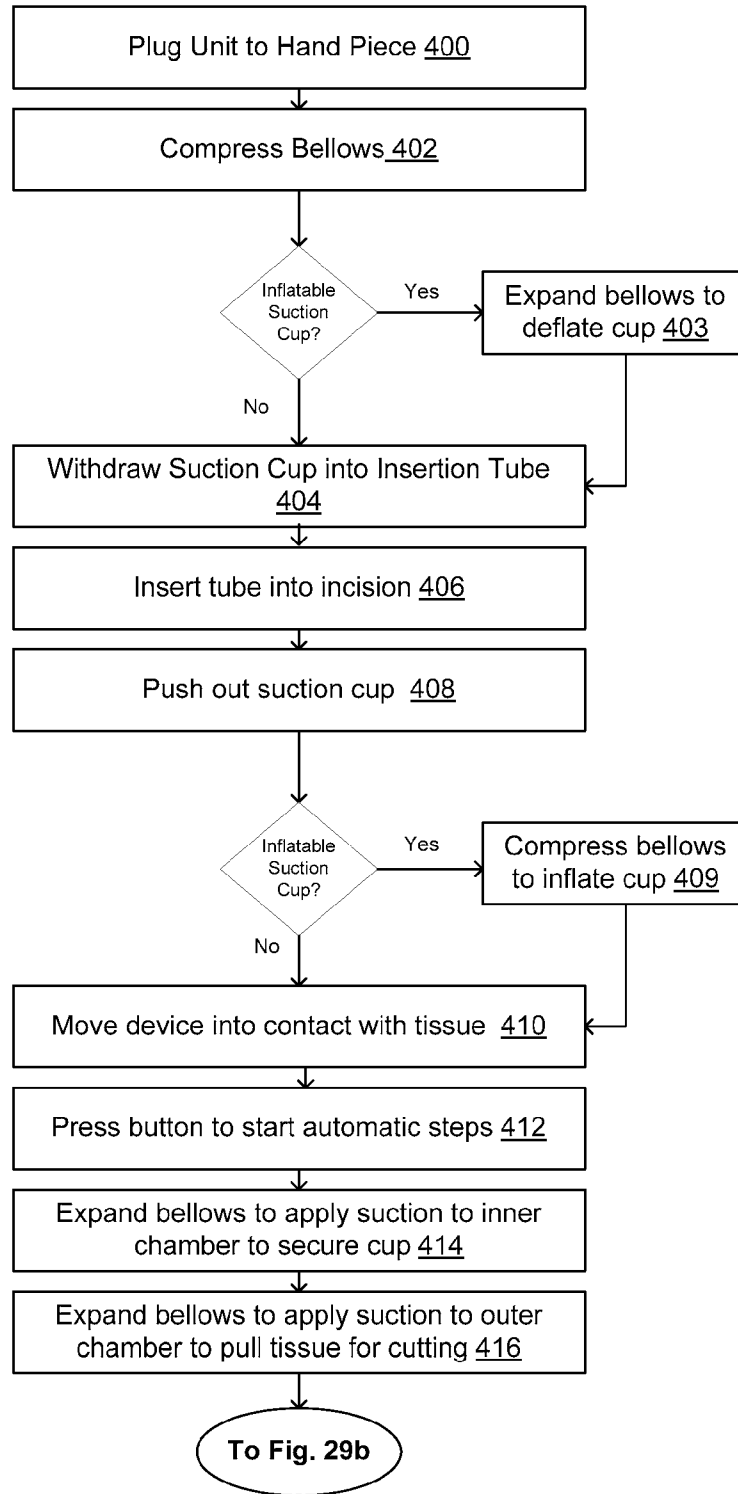 Plug Unit to Hand Piece 400
Compress Bellows 402
Inflatable
Suction
Cup?
Yes
Expand bellows to
deflate cup 403
No
Withdraw Suction Cup into Insertion Tube
404
Insert tube into incision 406
Push out suction cup 408
Inflatable
Suction
Cup?
Yes
Compress bellows
to inflate cup 409
No
Move device into contact with tissue 410
Press button to start automatic steps 412
Expand bellows to apply suction to inner
chamber to secure cup 414
Expand bellows to apply suction to outer
chamber to pull tissue for cutting 416
To Fig. 29b